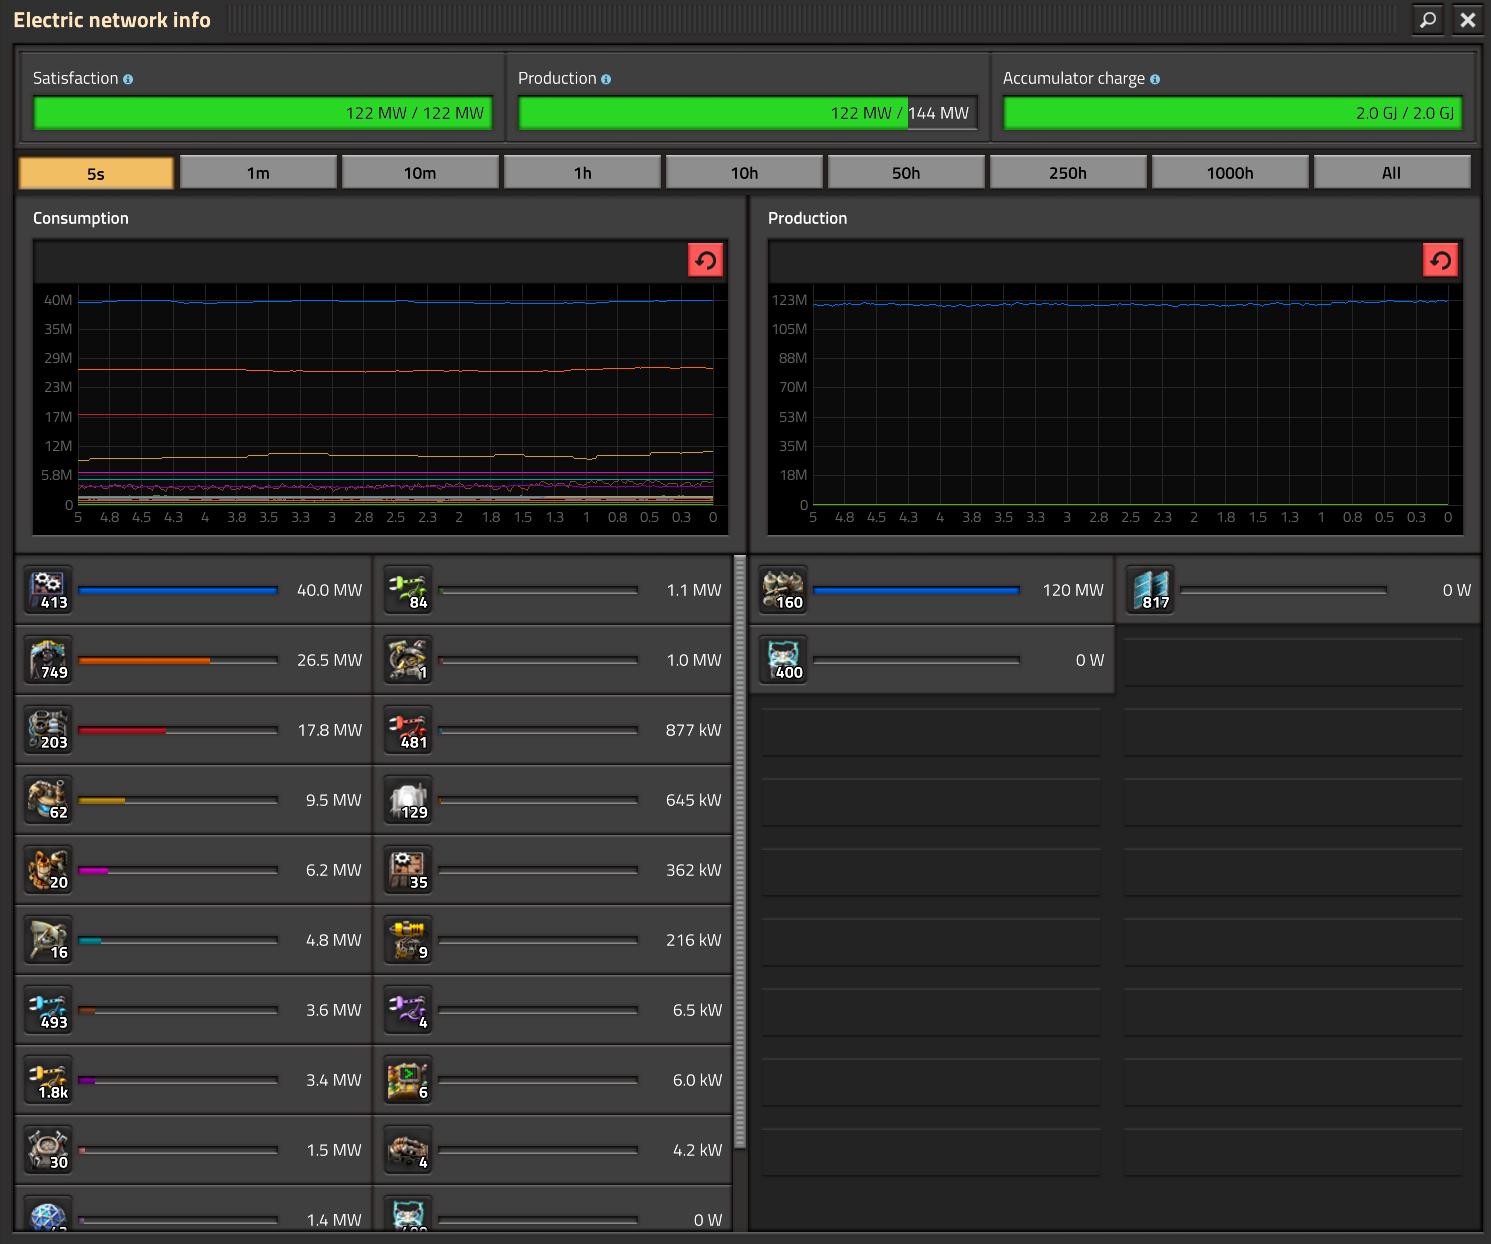 Electric network info
Satisfaction
122 MW / 122 MW
Production
122 MW / 144 MW
Accumulator charge
2.0 GJ / 2.0 GJ
5s 1m 10m 1h 10h 50h 250h 1000h All
Consumption
40M
35M
29M
23M
17M
12M
5.8M
0
5 4.8 4.5 4.3 4 3.8 3.5 3.3 3 2.8 2.5 2.3 2 1.8 1.5 1.3 1 0.8 0.5 0.3 0
Production
123M
105M
88M
70M
53M
35M
18M
0
5 4.8 4.5 4.3 4 3.8 3.5 3.3 3 2.8 2.5 2.3 2 1.8 1.5 1.3 1 0.8 0.5 0.3 0
413 40.0 MW 84 1.1 MW
749 26.5 MW 1 1.0 MW
203 17.8 MW 481 877 kW
62 9.5 MW 129 645 kW
20 6.2 MW 35 362 kW
16 4.8 MW 9 216 kW
493 3.6 MW 4 6.5 kW
1.8k 3.4 MW 6 6.0 kW
30 1.5 MW 4 4.2 kW
1.4 MW 0 W
160 120 MW 817 0 W
400 0 W